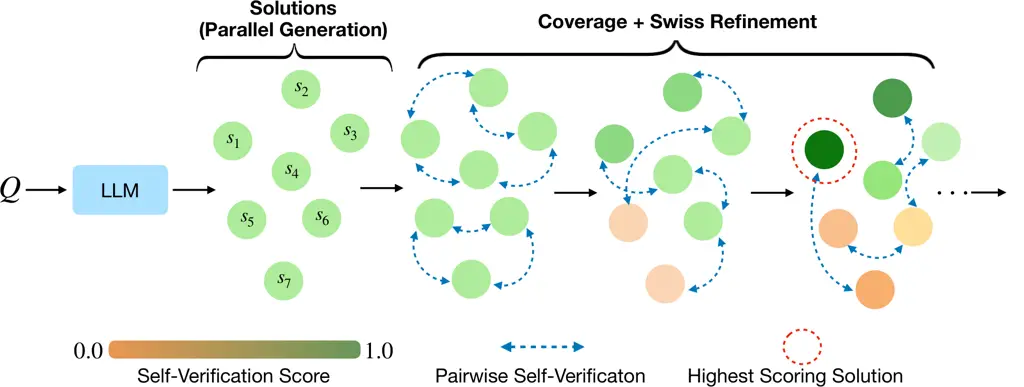 Solutions
(Parallel Generation)
Coverage + Swiss Refinement
Q
LLM
s2
s1
s3
s4
s5
s6
s7
...
0.0
1.0
Self-Verification Score
Pairwise Self-Verificaton
Highest Scoring Solution